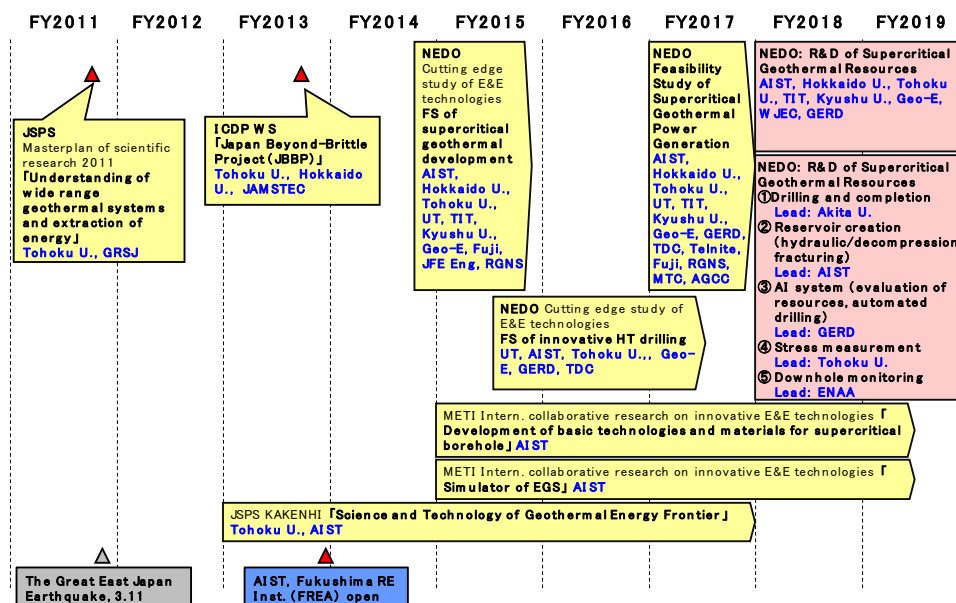 FY2011 FY2012 FY2013 FY2014 FY2015 FY2016 FY2017 FY2018 FY2019
JSPS
Masterplan of scientific
research 2011
「Understanding of
wide range
geothermal systems
and extraction of
energy」
Tohoku U., GRSJ
ICDP WS
「Japan Beyond-Brittle
Project (JBBP)」
Tohoku U., Hokkaido
U., JAMSTEC
NEDO
Cutting edge
study of E&E
technologies
FS of
supercritical
geothermal
development
AIST,
Hokkaido U.,
Tohoku U.,
UT, TIT,
Kyushu U.,
Geo-E, Fuji,
JFE Eng, RGNS
NEDO
Feasibility
Study of
Supercritical
Geothermal
Power
Generation
AIST,
Hokkaido U.,
Tohoku U.,
UT, TIT,
Kyushu U.,
Geo-E, GERD,
TDC, Telnite,
Fuji, RGNS,
MTC, AGCC
NEDO: R&D of Supercritical
Geothermal Resources
AIST, Hokkaido U., Tohoku
U., TIT, Kyushu U., Geo-E,
WJEC, GERD
NEDO: R&D of Supercritical
Geothermal Resources
①Drilling and completion
Lead: Akita U.
② Reservoir creation
(hydraulic/decompression
fracturing)
Lead: AIST
③ AI system (evaluation of
resources, automated
drilling)
Lead: GERD
④ Stress measurement
Lead: Tohoku U.
⑤ Downhole monitoring
Lead: ENAA
NEDO Cutting edge study of
E&E technologies
FS of innovative HT drilling
UT, AIST, Tohoku U.,, Geo-
E, GERD, TDC
METI Intern. collaborative research on innovative E&E technologies「
Development of basic technologies and materials for supercritical
borehole」AIST
METI Intern. collaborative research on innovative E&E technologies「
Simulator of EGS」AIST
JSPS KAKENHI「Science and Technology of Geothermal Energy Frontier」
Tohoku U., AIST
The Great East Japan
Earthquake, 3.11
AIST, Fukushima RE
Inst. (FREA) open